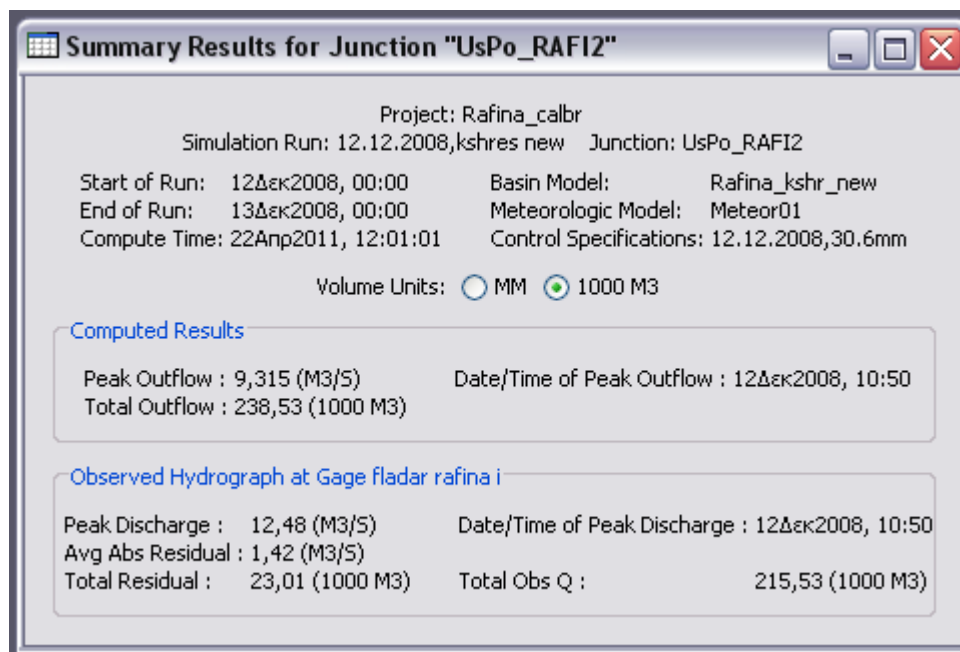 Summary Results for Junction "UsPo_RAFI2"
Project: Rafina_calbr
Simulation Run: 12.12.2008,kshres new Junction: UsPo_RAFI2
Start of Run: 12Δεκ2008, 00:00 Basin Model: Rafina_kshr_new
End of Run: 13Δεκ2008, 00:00 Meteorologic Model: Meteor01
Compute Time: 22Απρ2011, 12:01:01 Control Specifications: 12.12.2008,30.6mm
Volume Units: MM 1000 M3
Computed Results
Peak Outflow : 9,315 (M3/S) Date/Time of Peak Outflow : 12Δεκ2008, 10:50
Total Outflow : 238,53 (1000 M3)
Observed Hydrograph at Gage fladar rafina i
Peak Discharge : 12,48 (M3/S) Date/Time of Peak Discharge : 12Δεκ2008, 10:50
Avg Abs Residual : 1,42 (M3/S)
Total Residual : 23,01 (1000 M3) Total Obs Q : 215,53 (1000 M3)